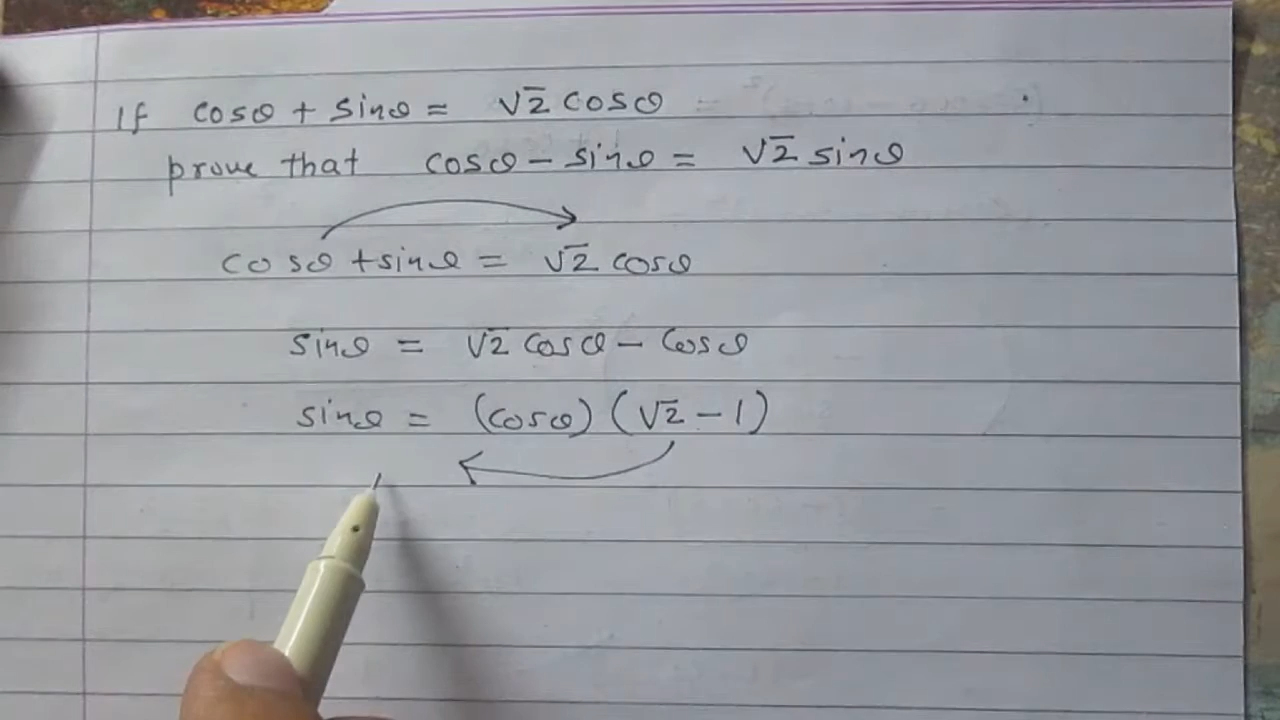 If cosθ + sinθ = √2 cosθ
prove that cosθ - sinθ = √2 sinθ
cosθ + sinθ = √2 cosθ
sinθ = √2 cosθ - cosθ
sinθ = (cosθ) (√2 - 1)